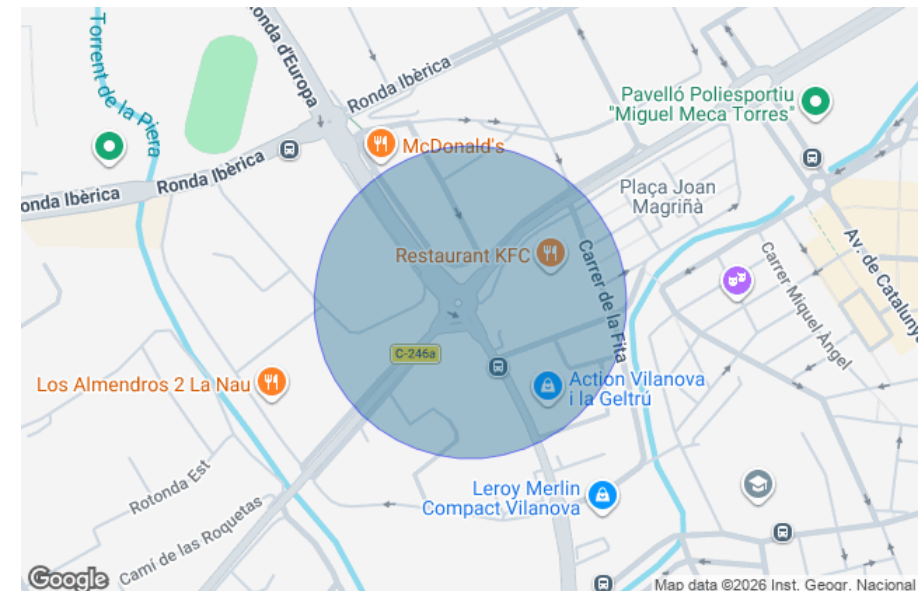 Torrent de la Piera
onda d'Europa
Ronda Ibèrica
McDonald's
Pavelló Poliesportiu
"Miguel Meca Torres"
Ronda Ibèrica
onda Ibèrica
Plaça Joan
Magriñà
Restaurant KFC
Carrer de la Fita
Av. de Catalunya
Carrer Miquel Àngel
C-246a
Los Almendros 2 La Nau
Action Vilanova
i la Geltrú
Rotonda Est
Leroy Merlin
Compact Vilanova
Camí de las Roquetas
Google
Map data ©2026 Inst. Geogr. Nacional